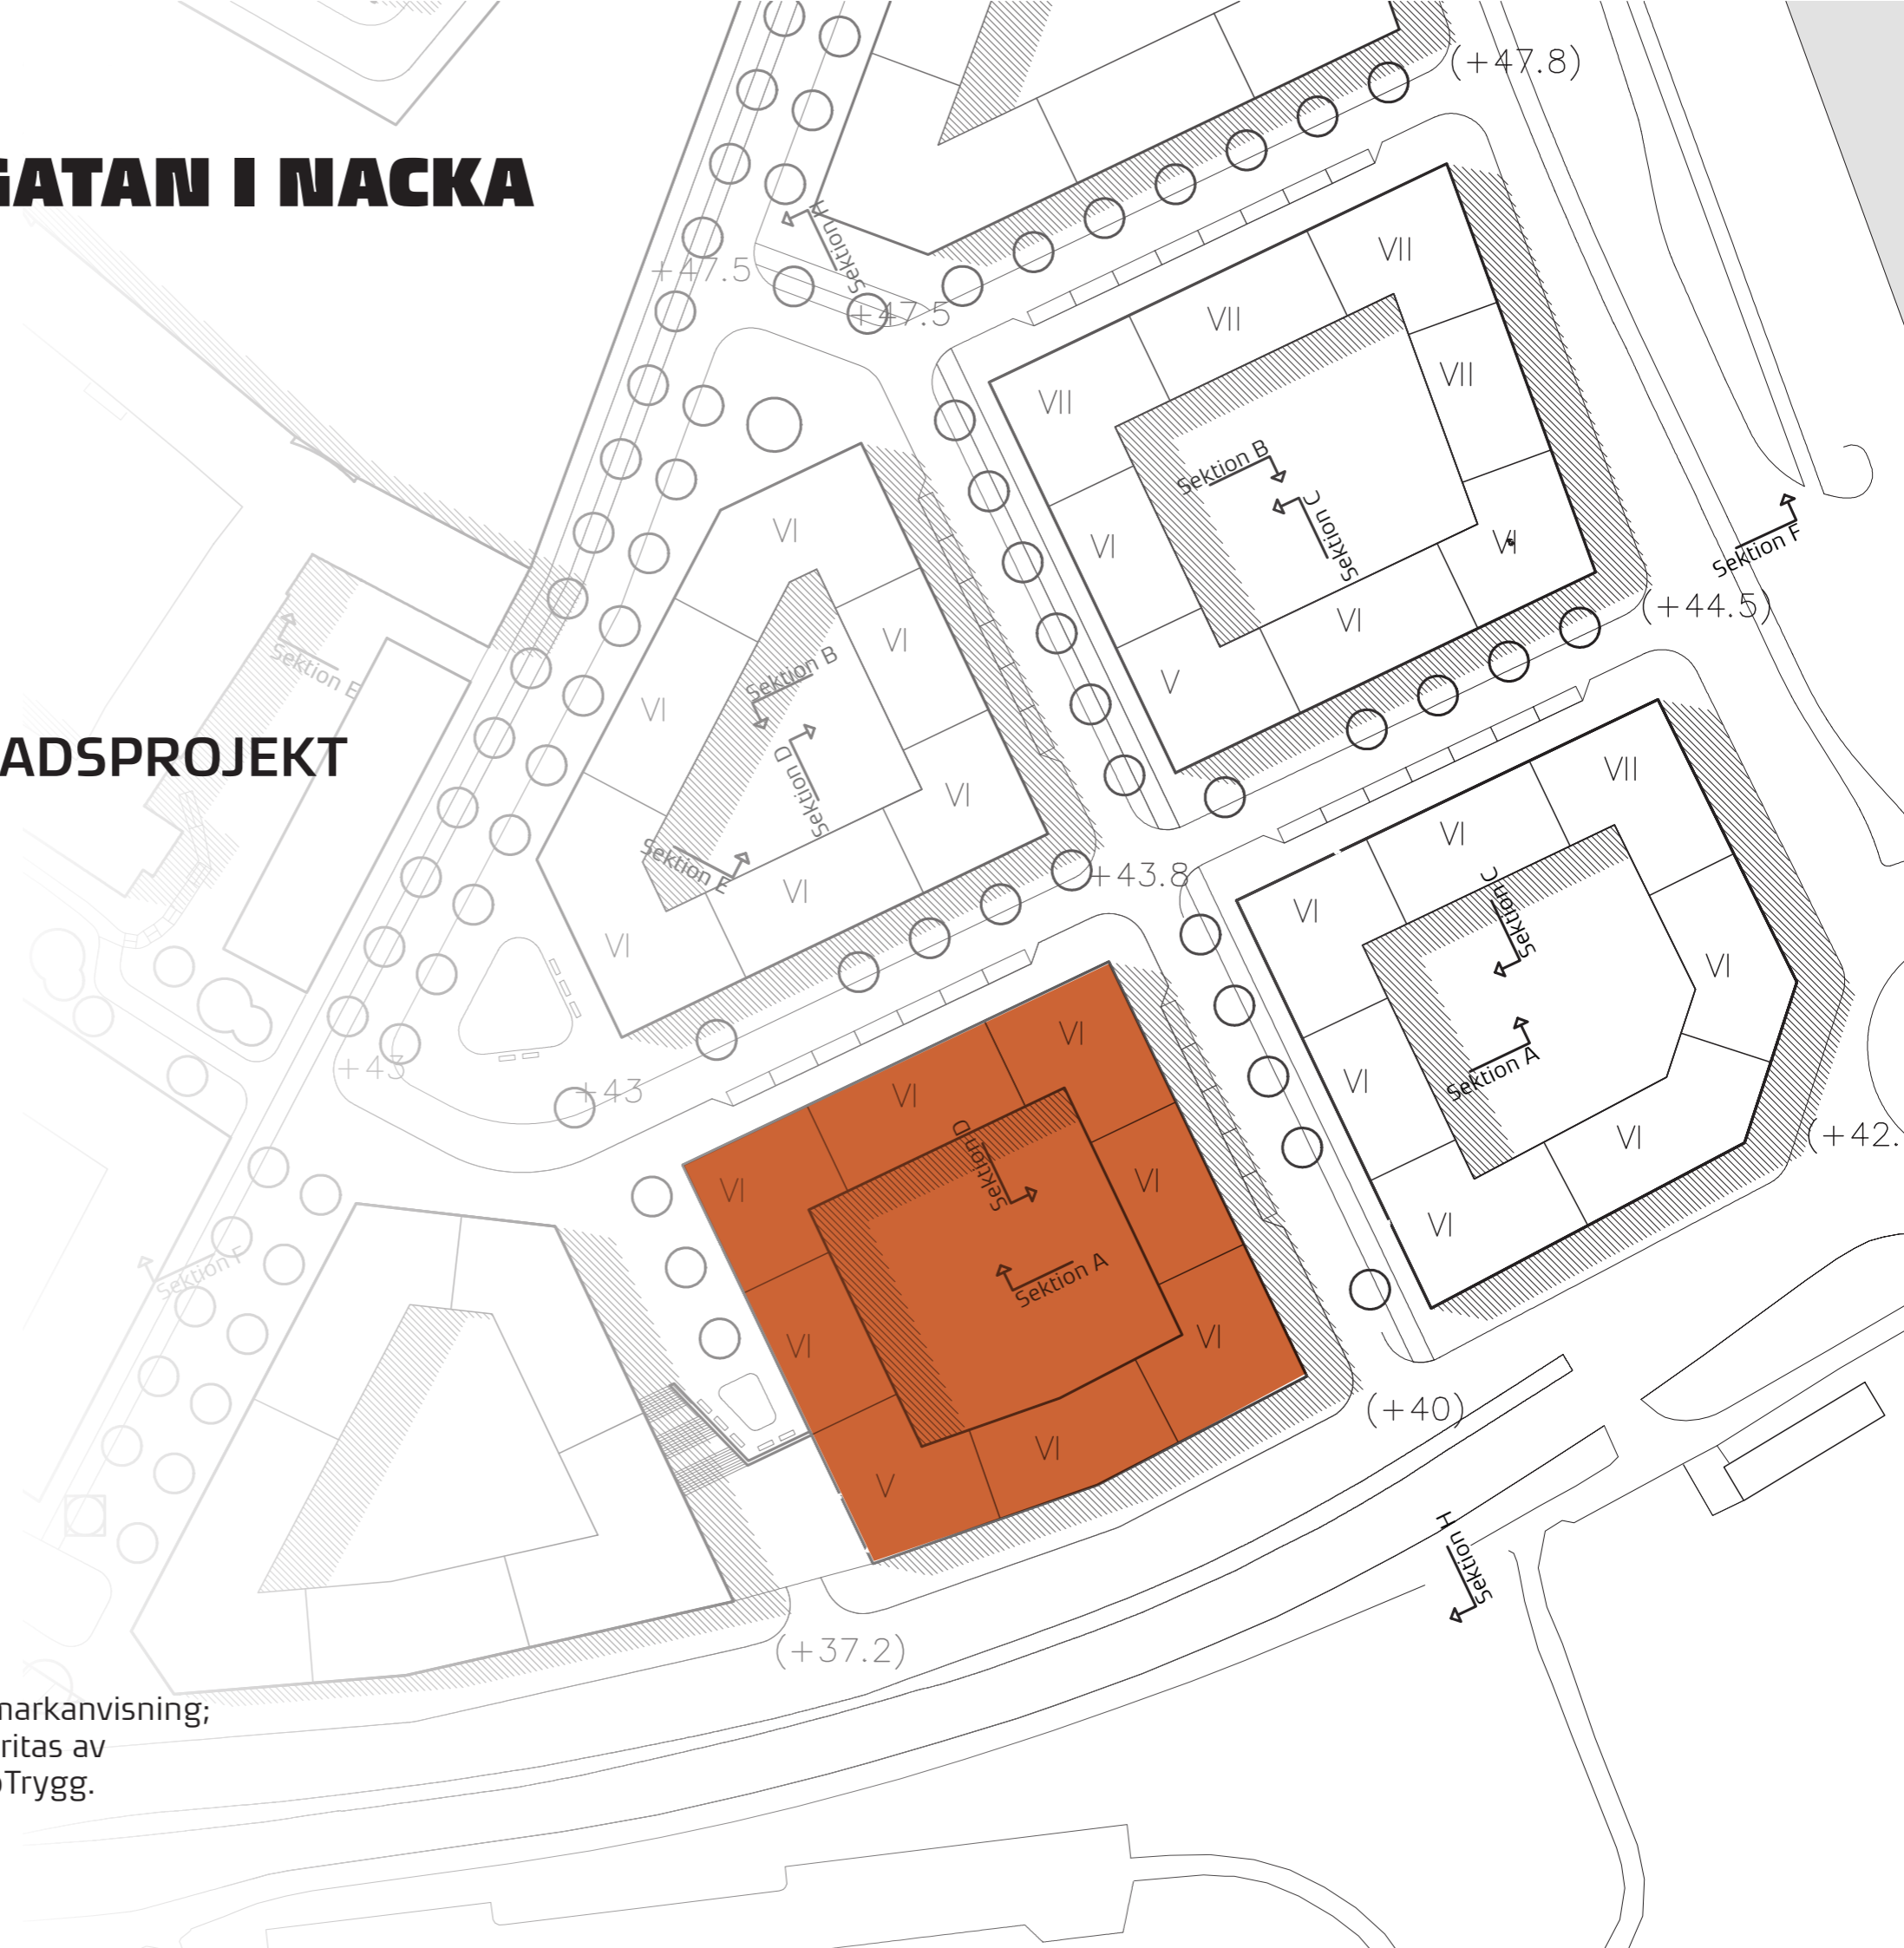 GATAN I NACKA
ADSPROJEKT
markanvisning;
ritas av
oTrygg.
(+47.8)
Sektion H
+47.5
+47.5
VII
VII
VII
VII
VI
VI
VI
V
Sektion B
Sektion C
Sektion F
(+44.5)
VI
VI
VI
VI
VI
VI
Sektion B
Sektion D
Sektion E
Sektion E
+43.8
+43
+43
VII
VI
VI
VI
VI
VI
VI
Sektion C
Sektion A
(+42.
VI
VI
VI
VI
VI
VI
VI
V
Sektion D
Sektion A
Sektion F
(+40)
Sektion H
(+37.2)